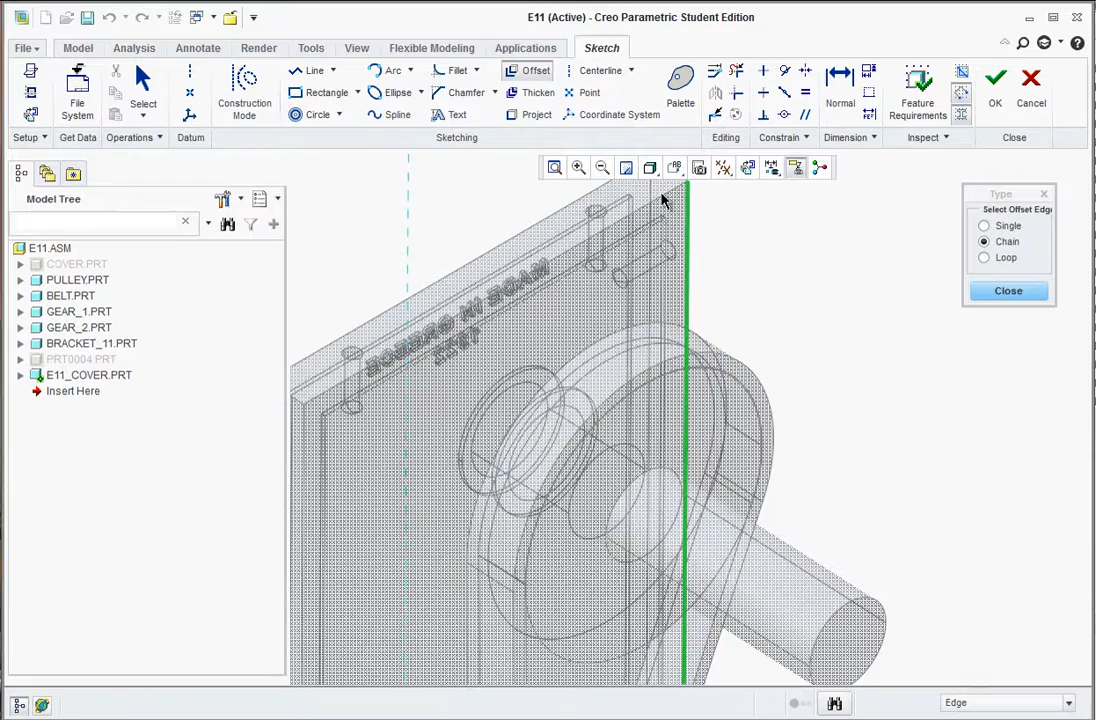 E11 (Active) - Creo Parametric Student Edition
File Model Analysis Annotate Render Tools View Flexible Modeling Applications Sketch
Line Arc Fillet Offset Centerline
Rectangle Ellipse Chamfer Thicken Point
Circle Spline Text Project Coordinate System
File System
Select
Construction Mode
Palette
Normal
Feature Requirements
OK Cancel
Setup Get Data Operations Datum Sketching Editing Constrain Dimension Inspect Close
Model Tree
E11.ASM
COVER.PRT
PULLEY.PRT
BELT.PRT
GEAR_1.PRT
GEAR_2.PRT
BRACKET_11.PRT
PRT0004.PRT
E11_COVER.PRT
Insert Here
Type
Select Offset Edg
Single
Chain
Loop
Close
Edge